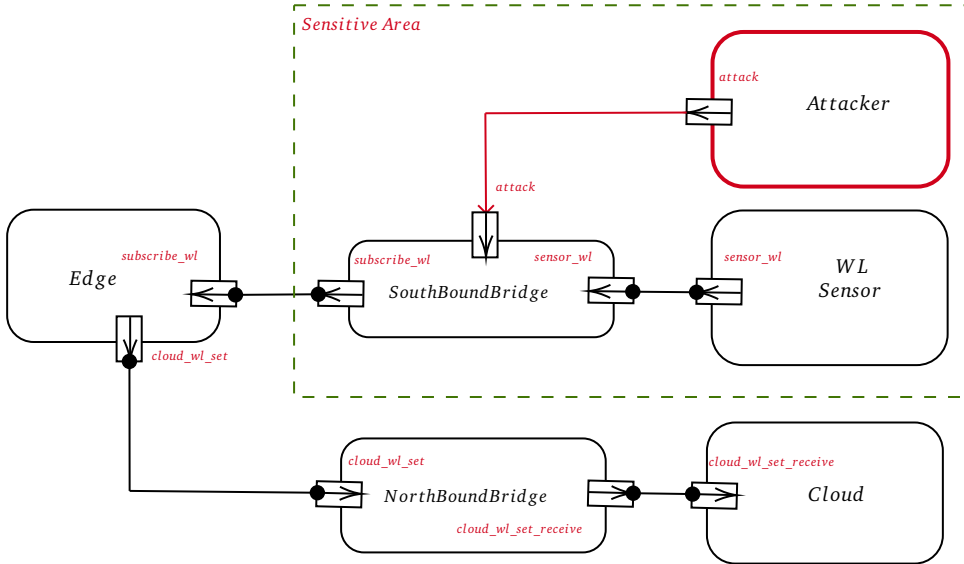 Sensitive Area
attack
Attacker
attack
subscribe_wl
Edge
subscribe_wl
sensor_wl
SouthBoundBridge
sensor_wl
WL
Sensor
cloud_wl_set
cloud_wl_set
NorthBoundBridge
cloud_wl_set_receive
cloud_wl_set_receive
Cloud